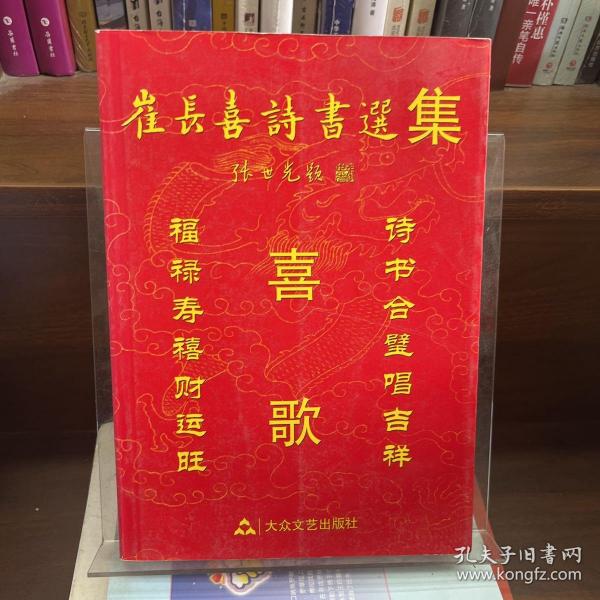 崔長喜詩書選集
張世光題
诗书合璧唱吉祥
喜歌
福禄寿禧财运旺
大众文艺出版社
孔夫子旧书网
www.kongfz.com